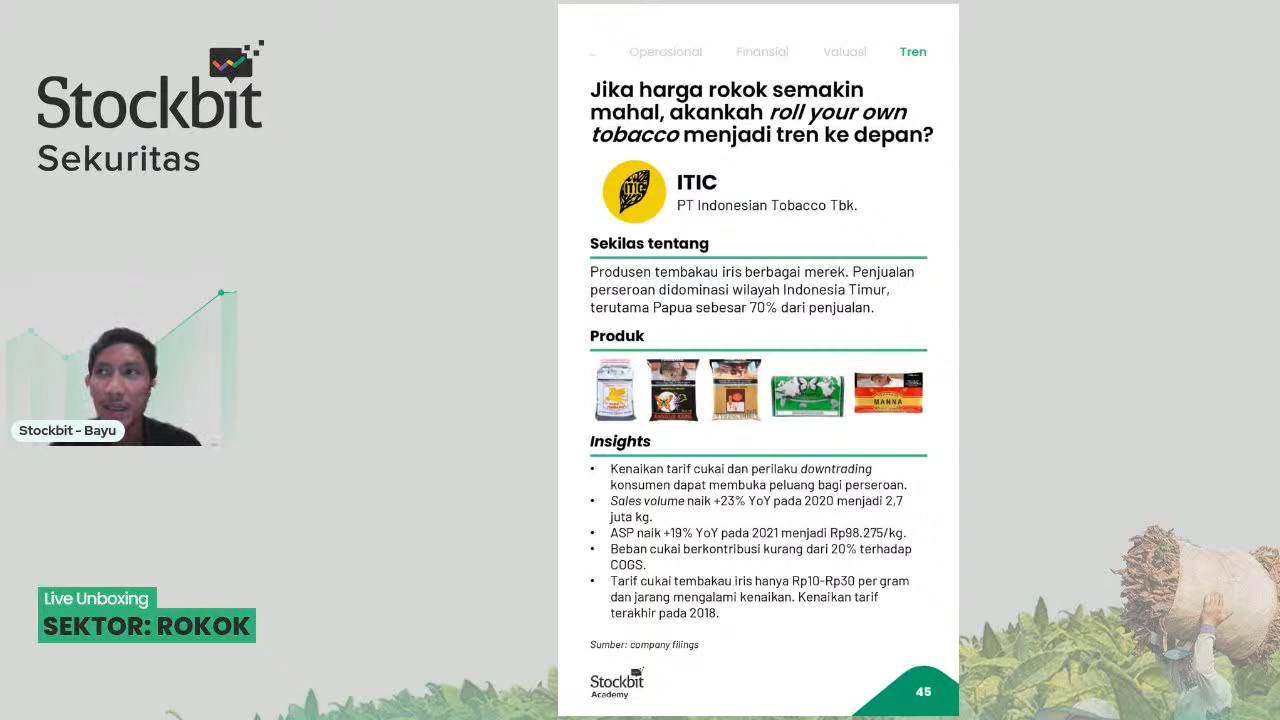 Stockbit
Sekuritas
Stockbit - Bayu
Live Unboxing
SEKTOR: ROKOK
... Operasional Finansial Valuasi Tren
Jika harga rokok semakin
mahal, akankah roll your own
tobacco menjadi tren ke depan?
ITIC
ITIC
PT Indonesian Tobacco Tbk.
Sekilas tentang
Produsen tembakau iris berbagai merek. Penjualan
perseroan didominasi wilayah Indonesia Timur,
terutama Papua sebesar 70% dari penjualan.
Produk
MANNA
Insights
• Kenaikan tarif cukai dan perilaku downtrading
konsumen dapat membuka peluang bagi perseroan.
• Sales volume naik +23% YoY pada 2020 menjadi 2,7
juta kg.
• ASP naik +19% YoY pada 2021 menjadi Rp98.275/kg.
• Beban cukai berkontribusi kurang dari 20% terhadap
COGS.
• Tarif cukai tembakau iris hanya Rp10-Rp30 per gram
dan jarang mengalami kenaikan. Kenaikan tarif
terakhir pada 2018.
Sumber: company filings
Stockbit
Academy
45